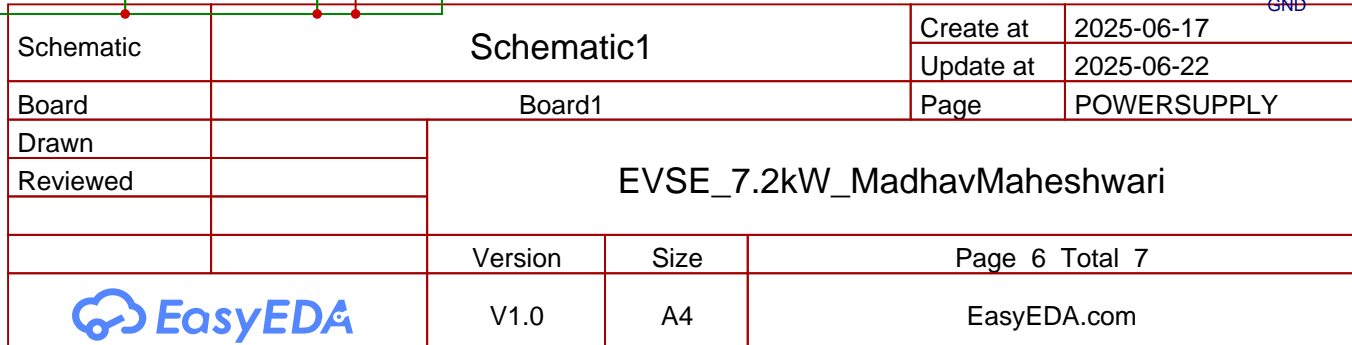 GND
Schematic Schematic1 Create at 2025-06-17
Update at 2025-06-22
Board Board1 Page POWERSUPPLY
Drawn
Reviewed EVSE_7.2kW_MadhavMaheshwari
Version Size Page 6 Total 7
EasyEDA V1.0 A4 EasyEDA.com